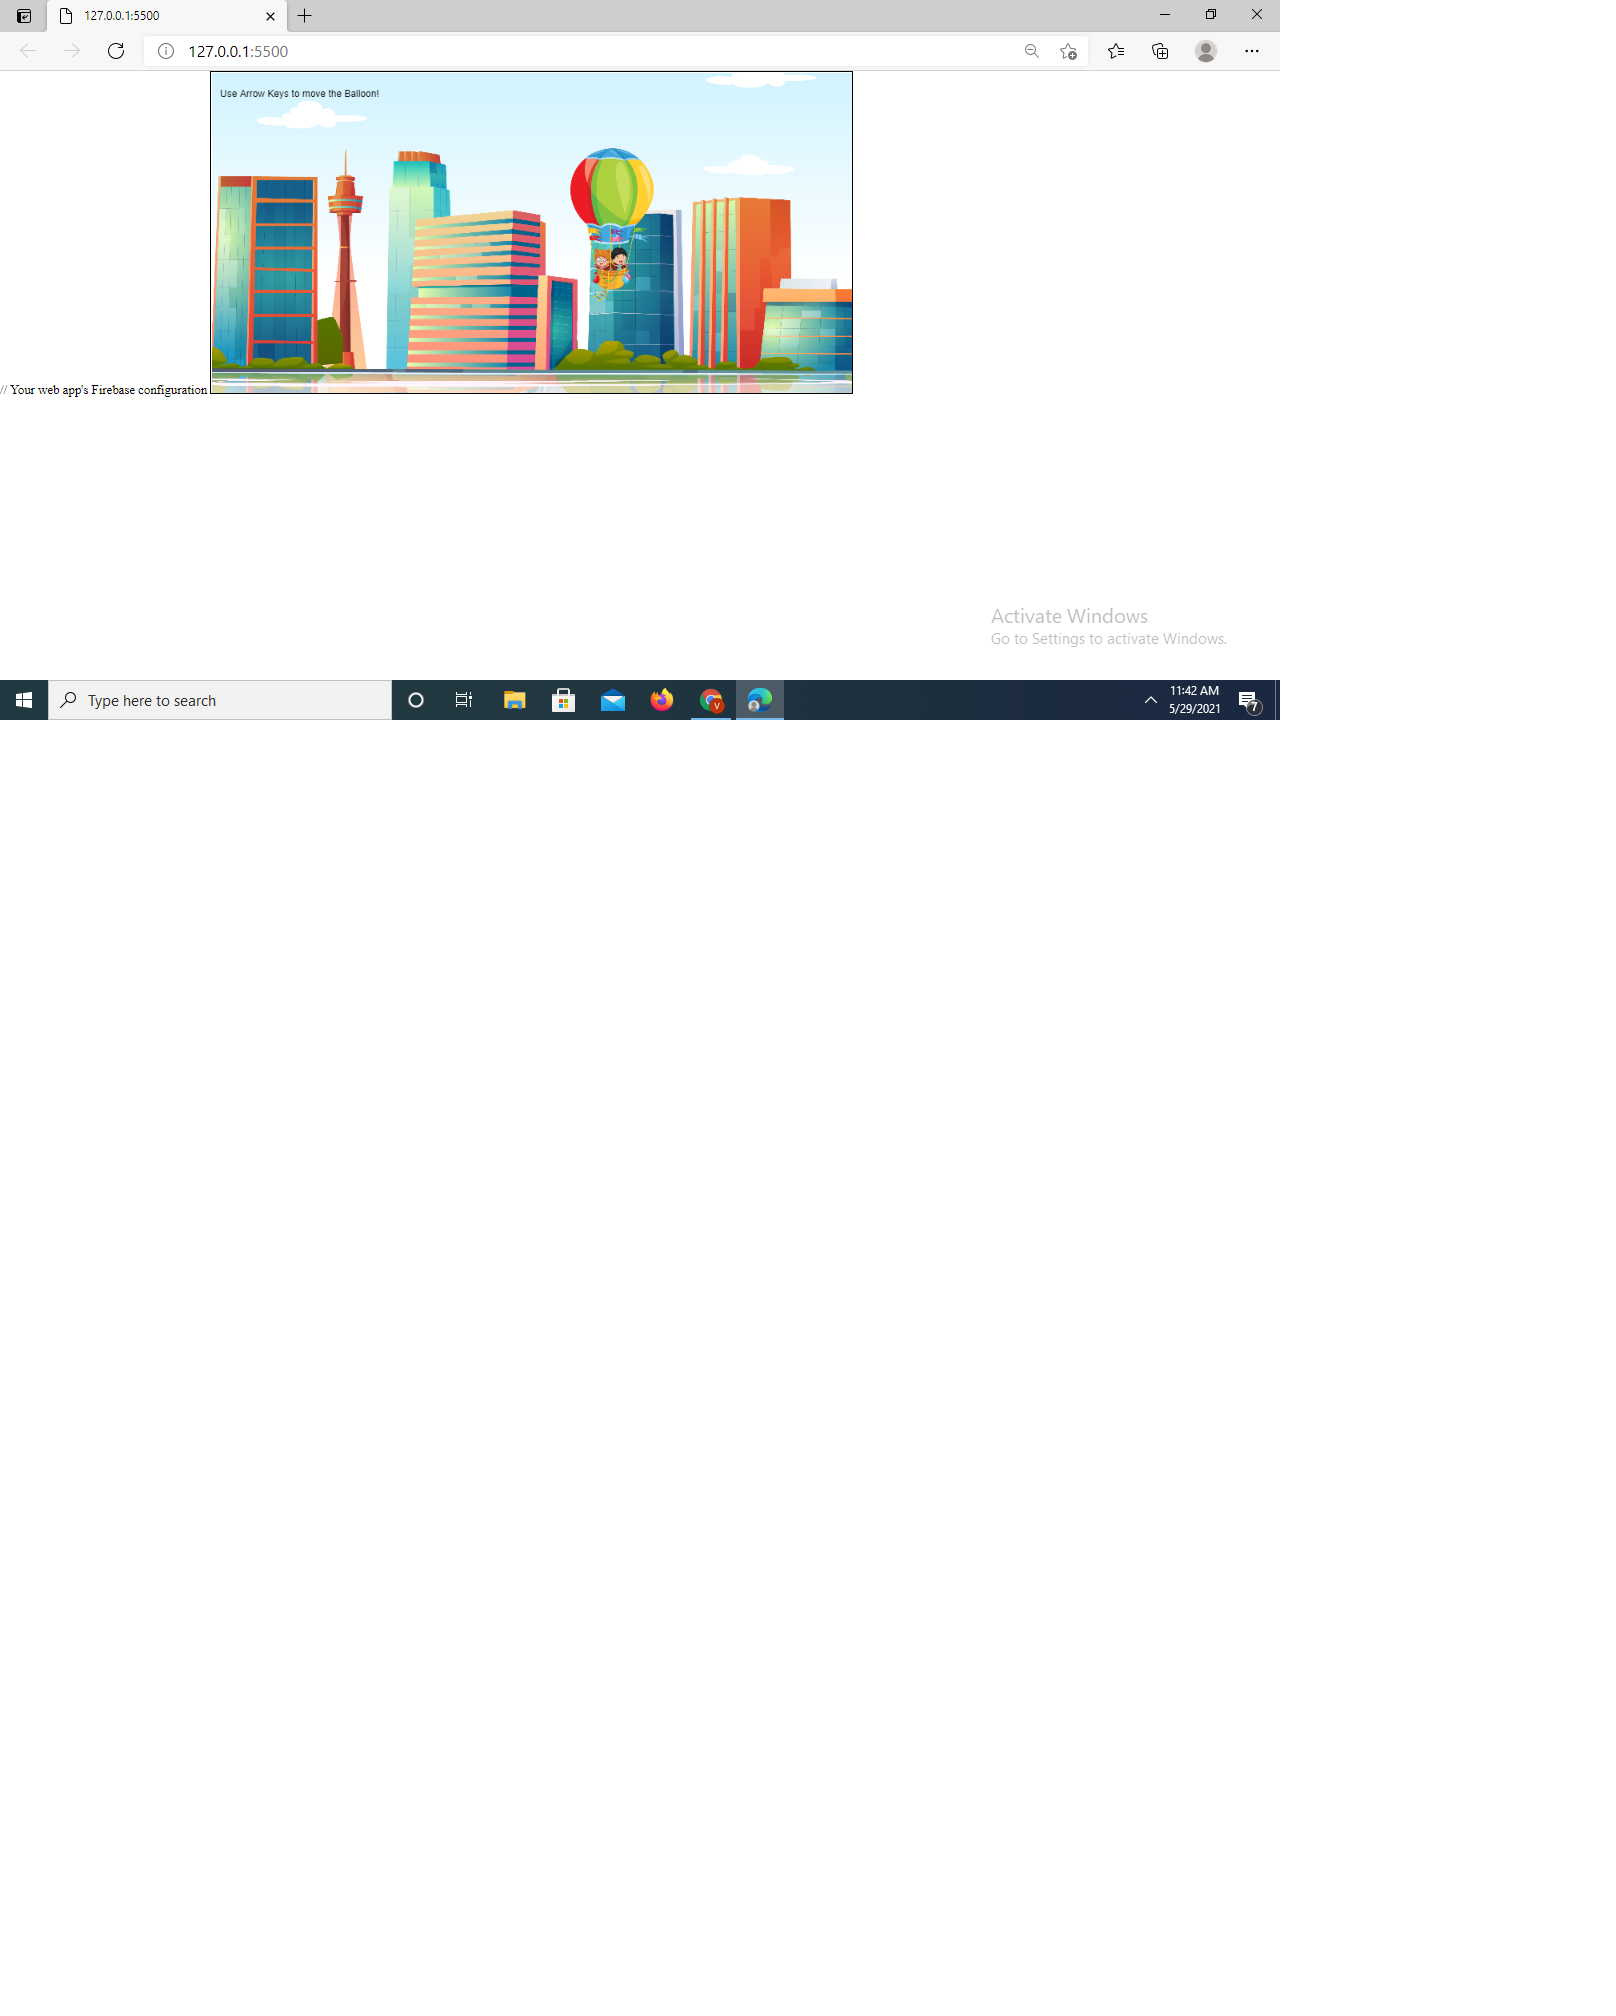 127.0.0.1:5500
127.0.0.1:5500
Use Arrow Keys to move the Balloon!
// Your web app's Firebase configuration
Activate Windows
Go to Settings to activate Windows.
Type here to search
V
11:42 AM
5/29/2021
7